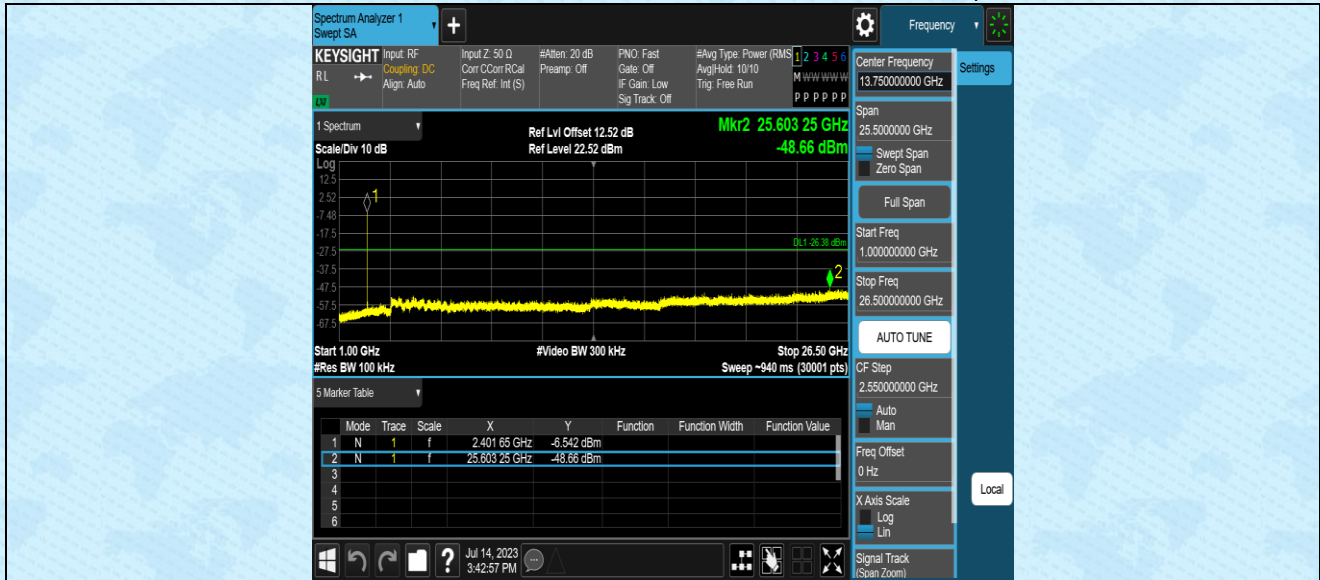 Spectrum Analyzer 1
Swept SA
+
Frequency
KEYSIGHT
RL
LXI
Input: RF
Coupling: DC
Align: Auto
Input Z: 50 Ω
Corr CCorr RCal
Freq Ref: Int (S)
#Atten: 20 dB
Preamp: Off
PNO: Fast
Gate: Off
IF Gain: Low
Sig Track: Off
#Avg Type: Power (RMS
Avg|Hold: 10/10
Trig: Free Run
1 2 3 4 5 6
M W W W W W
P P P P P P
1 Spectrum
Scale/Div 10 dB
Ref Lvl Offset 12.52 dB
Ref Level 22.52 dBm
Mkr2 25.603 25 GHz
-48.66 dBm
Log
12.5
2.52
-7.48
-17.5
-27.5
-37.5
-47.5
-57.5
-67.5
1
DL1 -26.38 dBm
2
Start 1.00 GHz
#Video BW 300 kHz
Stop 26.50 GHz
#Res BW 100 kHz
Sweep ~940 ms (30001 pts)
5 Marker Table
Mode Trace Scale X Y Function Function Width Function Value
1 N 1 f 2.401 65 GHz -6.542 dBm
2 N 1 f 25.603 25 GHz -48.66 dBm
3
4
5
6
Jul 14, 2023
3:42:57 PM
?
Center Frequency
13.750000000 GHz
Settings
Span
25.5000000 GHz
Swept Span
Zero Span
Full Span
Start Freq
1.000000000 GHz
Stop Freq
26.500000000 GHz
AUTO TUNE
CF Step
2.550000000 GHz
Auto
Man
Freq Offset
0 Hz
Local
X Axis Scale
Log
Lin
Signal Track
(Span Zoom)